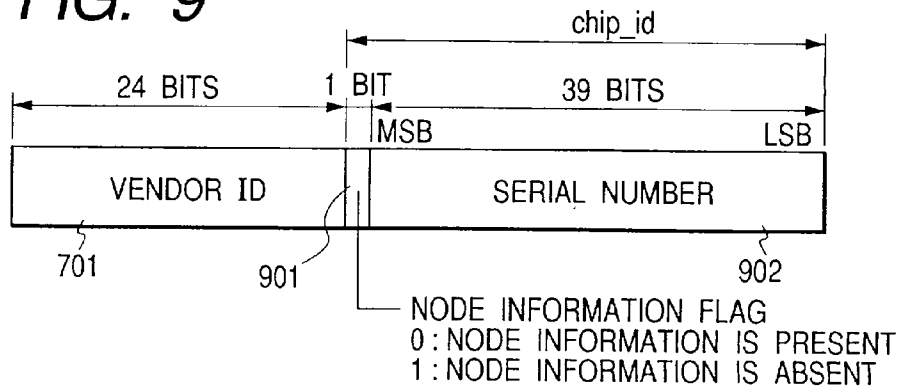 FIG. 9
chip_id
24 BITS 1 BIT 39 BITS
MSB LSB
VENDOR ID SERIAL NUMBER
701 901 902
NODE INFORMATION FLAG
0 : NODE INFORMATION IS PRESENT
1 : NODE INFORMATION IS ABSENT